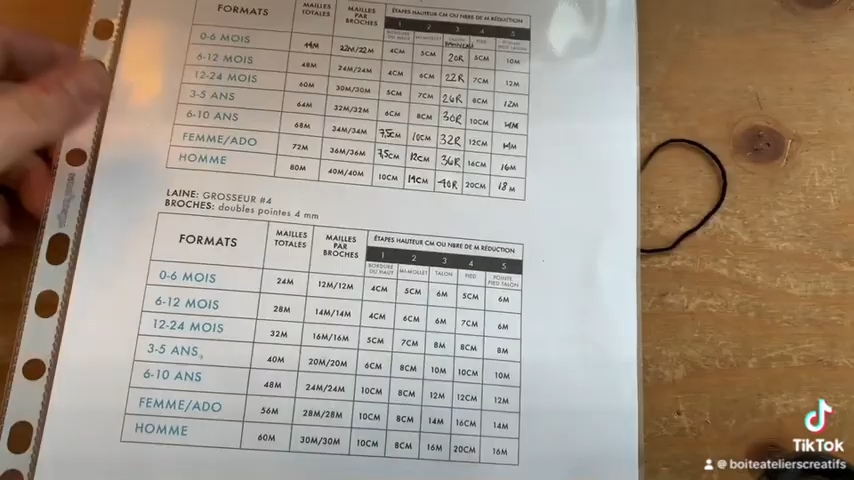 FORMATS MAILLES TOTALES MAILLES PAR BROCHES ÉTAPES HAUTEUR CM OU NBRE DE M RÉDUCTION
1 2 3 4 5
MI-MOLLET PIED
0-6 MOIS 44M 22M/22M 4CM 5CM 20R 5CM 10M
6-12 MOIS 48M 24M/24M 4CM 6CM 22R 7CM 12M
12-24 MOIS 60M 30M/30M 5CM 7CM 26R 8CM 12M
3-5 ANS 64M 32M/32M 6CM 8CM 30R 10CM 14M
6-10 ANS 68M 34M/34M 7,5CM 10CM 32R 12CM 14M
FEMME/ADO 72M 36M/36M 7,5CM 12CM 36R 16CM 16M
HOMME 80M 40M/40M 10CM 14CM 40R 20CM 18M
LAINE: GROSSEUR #4
BROCHES: doubles pointes 4 mm
FORMATS MAILLES TOTALES MAILLES PAR BROCHES ÉTAPES HAUTEUR CM OU NBRE DE M RÉDUCTION
1 2 3 4 5
BORDURE DU HAUT MI-MOLLET TALON PIED POINTE PIED TALON
0-6 MOIS 24M 12M/12M 4CM 5CM 6M 5CM 6M
6-12 MOIS 28M 14M/14M 4CM 6CM 6M 7CM 6M
12-24 MOIS 32M 16M/16M 5CM 7CM 8M 8CM 8M
3-5 ANS 40M 20M/20M 6CM 8CM 10M 10CM 10M
6-10 ANS 48M 24M/24M 10CM 8CM 12M 12CM 12M
FEMME/ADO 56M 28M/28M 10CM 8CM 14M 16CM 14M
HOMME 60M 30M/30M 10CM 8CM 16M 20CM 16M
TikTok
@boiteatelierscreatifs